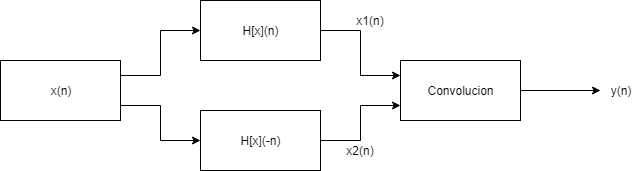 H[x](n)
x1(n)
x(n)
Convolucion
y(n)
H[x](-n)
x2(n)